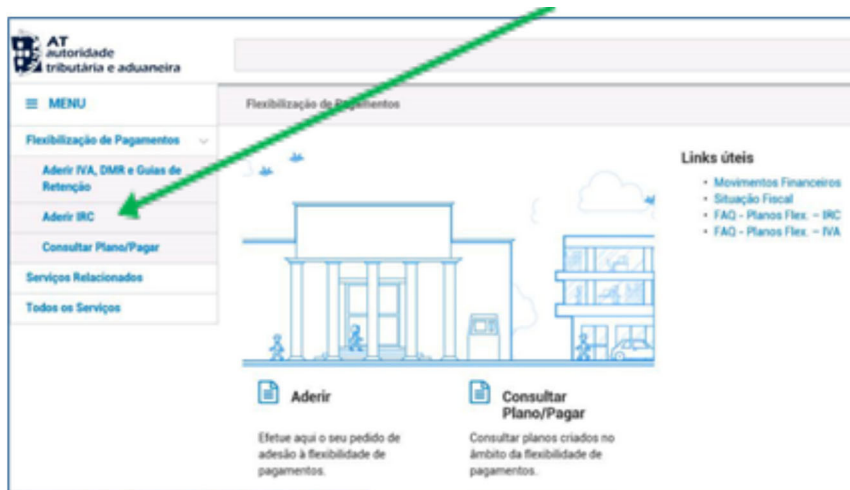 AT
autoridade
tributária e aduaneira
MENU
Flexibilização de Pagamentos
Flexibilização de Pagamentos
Aderir IVA, DMR e Guias de
Retenção
Aderir IRC
Consultar Plano/Pagar
Serviços Relacionados
Todos os Serviços
Links úteis
• Movimentos Financeiros
• Situação Fiscal
• FAQ - Planos Flex. – IRC
• FAQ - Planos Flex. – IVA
Aderir
Efetue aqui o seu pedido de
adesão à flexibilidade de
pagamentos.
Consultar
Plano/Pagar
Consultar planos criados no
âmbito da flexibilidade de
pagamentos.